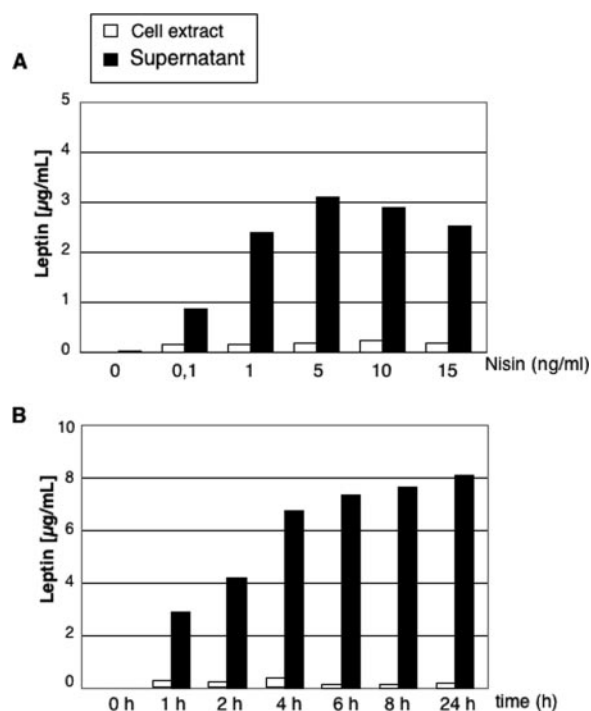 Cell extract
Supernatant
A
Leptin [µg/mL]
5
4
3
2
1
0
0 0,1 1 5 10 15 Nisin (ng/ml)
B
Leptin [µg/mL]
10
8
6
4
2
0
0 h 1 h 2 h 4 h 6 h 8 h 24 h time (h)